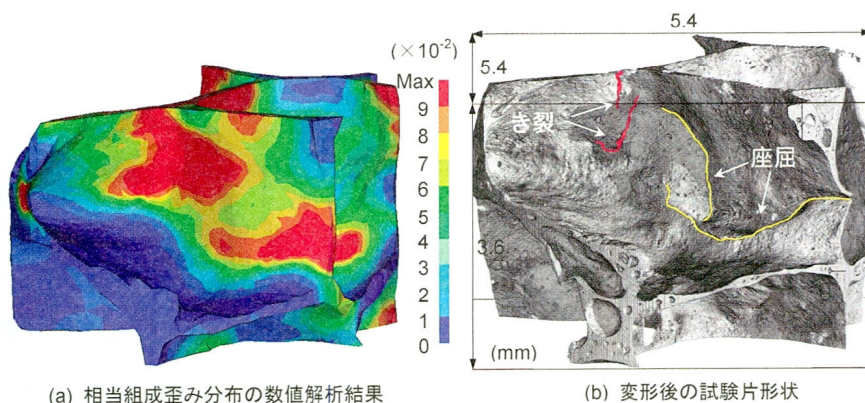 (×10-2)
Max
9
8
7
6
5
4
3
2
1
0
(a) 相当組成歪み分布の数値解析結果
5.4
5.4
き裂
座屈
3.6
(mm)
(b) 変形後の試験片形状